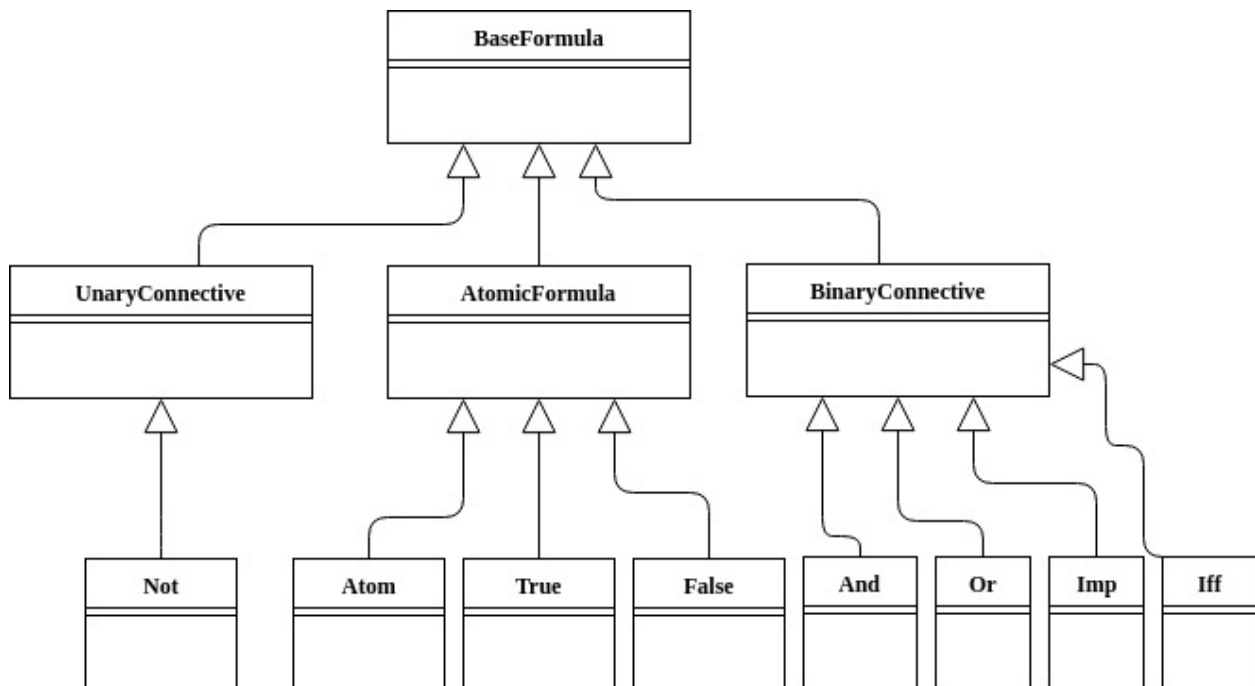 BaseFormula
UnaryConnective
AtomicFormula
BinaryConnective
Not
Atom
True
False
And
Or
Imp
Iff